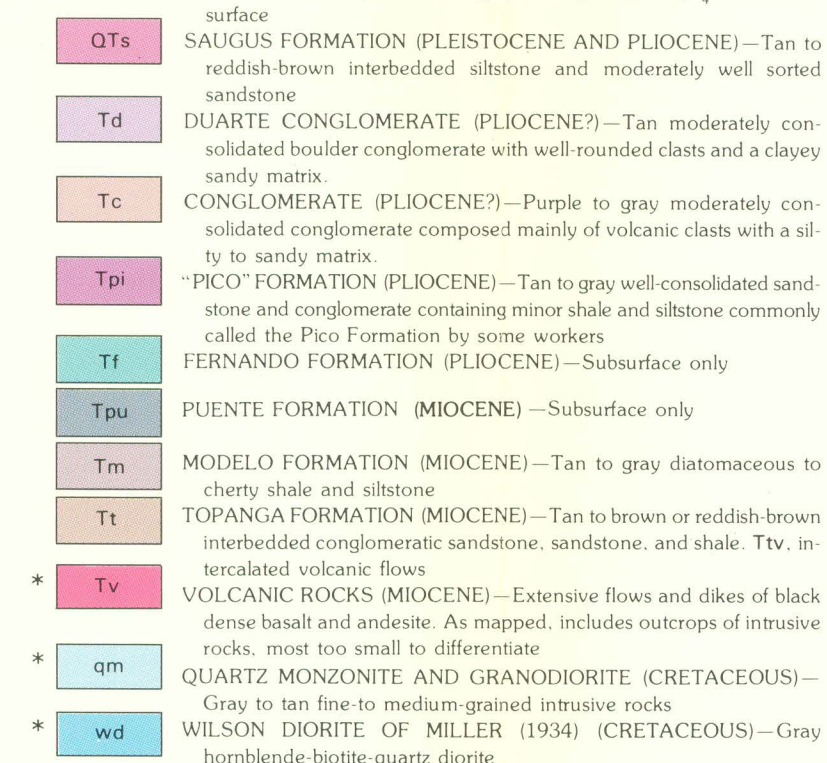 surface
QTs SAUGUS FORMATION (PLEISTOCENE AND PLIOCENE)—Tan to
reddish-brown interbedded siltstone and moderately well sorted
sandstone
Td DUARTE CONGLOMERATE (PLIOCENE?)—Tan moderately con-
solidated boulder conglomerate with well-rounded clasts and a clayey
sandy matrix.
Tc CONGLOMERATE (PLIOCENE?)—Purple to gray moderately con-
solidated conglomerate composed mainly of volcanic clasts with a sil-
ty to sandy matrix.
Tpi “PICO” FORMATION (PLIOCENE)—Tan to gray well-consolidated sand-
stone and conglomerate containing minor shale and siltstone commonly
called the Pico Formation by some workers
Tf FERNANDO FORMATION (PLIOCENE)—Subsurface only
Tpu PUENTE FORMATION (MIOCENE) —Subsurface only
Tm MODELO FORMATION (MIOCENE)—Tan to gray diatomaceous to
cherty shale and siltstone
Tt TOPANGA FORMATION (MIOCENE)—Tan to brown or reddish-brown
interbedded conglomeratic sandstone, sandstone, and shale. Ttv, in-
tercalated volcanic flows
* Tv VOLCANIC ROCKS (MIOCENE)—Extensive flows and dikes of black
dense basalt and andesite. As mapped, includes outcrops of intrusive
rocks, most too small to differentiate
* qm QUARTZ MONZONITE AND GRANODIORITE (CRETACEOUS)—
Gray to tan fine-to medium-grained intrusive rocks
* wd WILSON DIORITE OF MILLER (1934) (CRETACEOUS)—Gray
hornblende-biotite-quartz diorite